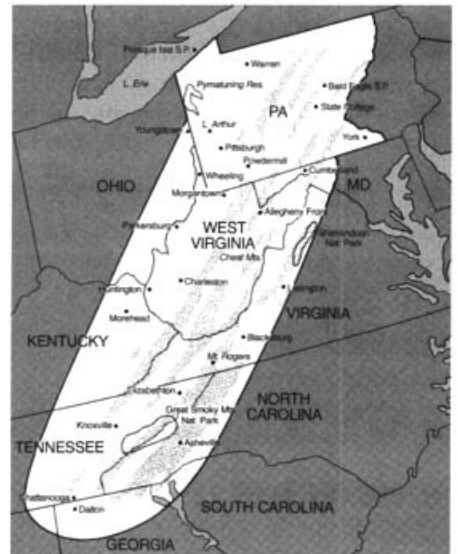 Presque Isle S.P.
L. Erie
Warren
Pymatuning Res.
Bald Eagle S.P.
State College
PA
L. Arthur
Youngstown
Pittsburgh
York
Powdermill
Wheeling
Cumberland
OHIO
Morgantown
MD
Allegheny Front
Parkersburg
WEST
VIRGINIA
Shenandoah
Nat Park
Cheat Mts.
Charleston
Lexington
Huntington
VIRGINIA
Morehead
KENTUCKY
Blacksburg
Mt. Rogers
Elizabethton
NORTH
CAROLINA
Great Smoky Mts.
Nat Park
Knoxville
TENNESSEE
Asheville
Chattanooga
Dalton
SOUTH CAROLINA
GEORGIA